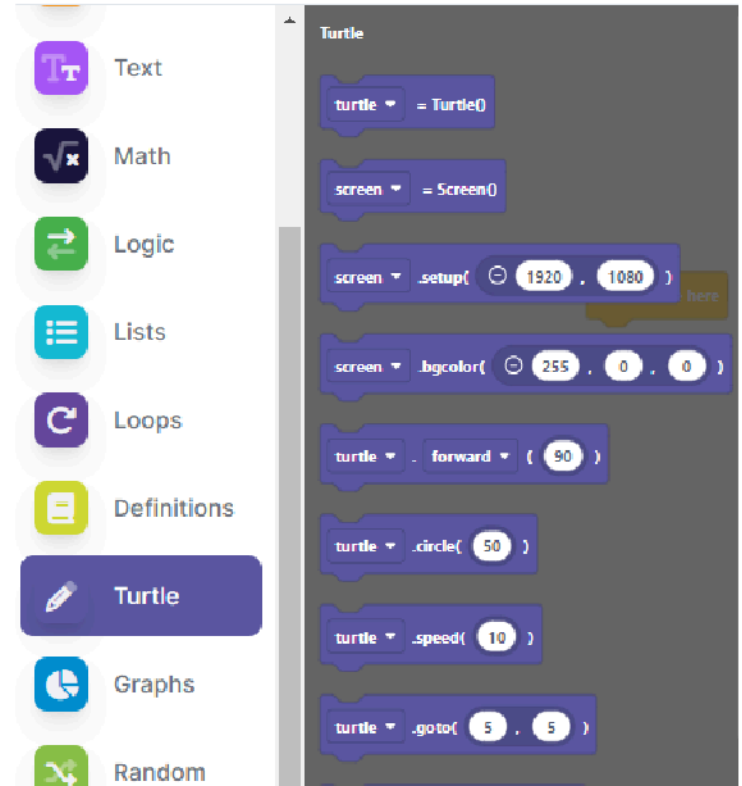 Text
Math
Logic
Lists
Loops
Definitions
Turtle
Graphs
Random
Turtle
turtle = Turtle()
screen = Screen()
screen .setup( 1920 , 1080 )
here
screen .bgcolor( 255 , 0 , 0 )
turtle . forward ( 90 )
turtle .circle( 50 )
turtle .speed( 10 )
turtle .goto( 5 , 5 )